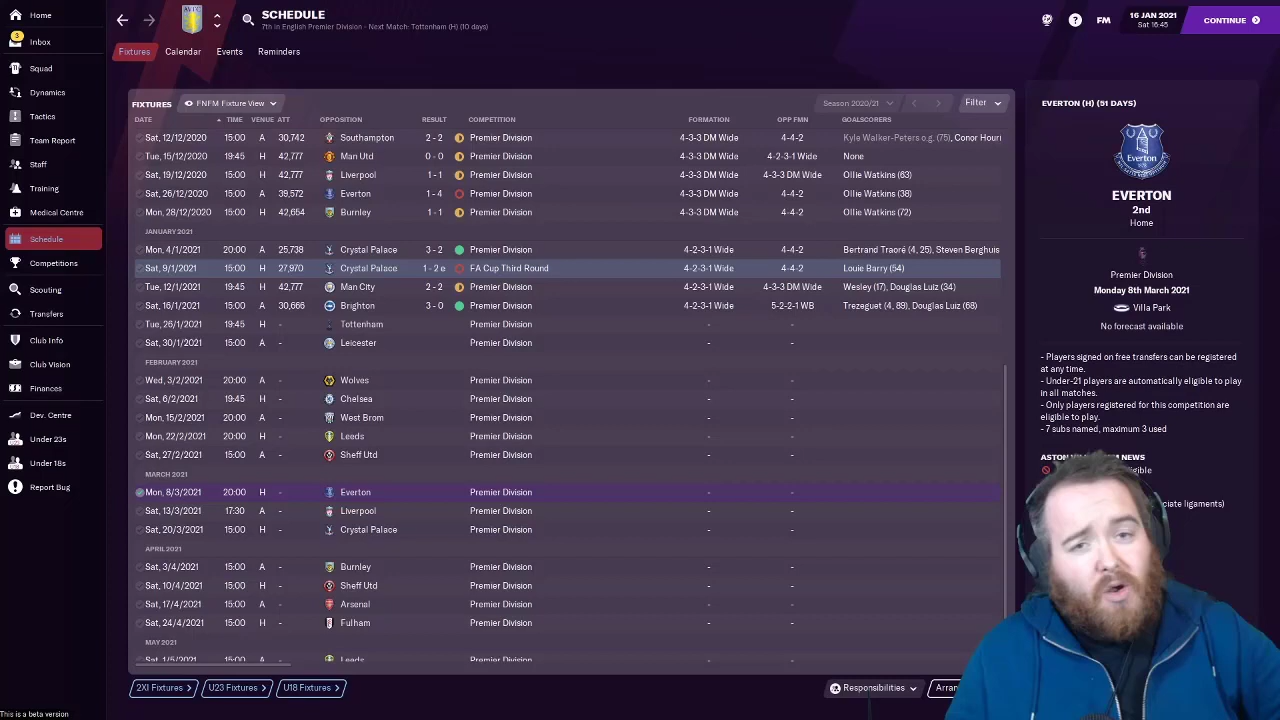 SCHEDULE
7th in English Premier Division - Next Match: Tottenham (H) (10 days)
FM
16 JAN 2021
Sat 16:45
CONTINUE
Home
3
Inbox
Squad
Dynamics
Tactics
Team Report
Staff
Training
Medical Centre
Schedule
Competitions
Scouting
Transfers
Club Info
Club Vision
Finances
Dev. Centre
Under 23s
Under 18s
Report Bug
This is a beta version
Fixtures Calendar Events Reminders
FIXTURES FNFM Fixture View Season 2020/21 Filter
DATE TIME VENUE ATT OPPOSITION RESULT COMPETITION FORMATION OPP FMN GOALSCORERS
Sat, 12/12/2020 15:00 A 30,742 Southampton 2 - 2 Premier Division 4-3-3 DM Wide 4-4-2 Kyle Walker-Peters o.g. (75), Conor Houri
Tue, 15/12/2020 19:45 H 42,777 Man Utd 0 - 0 Premier Division 4-3-3 DM Wide 4-2-3-1 Wide None
Sat, 19/12/2020 15:00 H 42,777 Liverpool 1 - 1 Premier Division 4-3-3 DM Wide 4-3-3 DM Wide Ollie Watkins (63)
Sat, 26/12/2020 15:00 A 39,572 Everton 1 - 4 Premier Division 4-3-3 DM Wide 4-4-2 Ollie Watkins (38)
Mon, 28/12/2020 15:00 H 42,654 Burnley 1 - 1 Premier Division 4-3-3 DM Wide 4-4-2 Ollie Watkins (72)
JANUARY 2021
Mon, 4/1/2021 20:00 A 25,738 Crystal Palace 3 - 2 Premier Division 4-2-3-1 Wide 4-4-2 Bertrand Traoré (4, 25), Steven Berghuis
Sat, 9/1/2021 15:00 H 27,970 Crystal Palace 1 - 2 e FA Cup Third Round 4-2-3-1 Wide 4-4-2 Louie Barry (54)
Tue, 12/1/2021 19:45 H 42,777 Man City 2 - 2 Premier Division 4-2-3-1 Wide 4-3-3 DM Wide Wesley (17), Douglas Luiz (34)
Sat, 16/1/2021 15:00 A 30,666 Brighton 3 - 0 Premier Division 4-2-3-1 Wide 5-2-2-1 WB Trezeguet (4, 89), Douglas Luiz (68)
Tue, 26/1/2021 19:45 H - Tottenham Premier Division - -
Sat, 30/1/2021 15:00 A - Leicester Premier Division - -
FEBRUARY 2021
Wed, 3/2/2021 20:00 A - Wolves Premier Division - -
Sat, 6/2/2021 19:45 H - Chelsea Premier Division - -
Mon, 15/2/2021 20:00 A - West Brom Premier Division - -
Mon, 22/2/2021 20:00 H - Leeds Premier Division - -
Sat, 27/2/2021 15:00 A - Sheff Utd Premier Division - -
MARCH 2021
Mon, 8/3/2021 20:00 H - Everton Premier Division - -
Sat, 13/3/2021 17:30 A - Liverpool Premier Division - -
Sat, 20/3/2021 15:00 H - Crystal Palace Premier Division - -
APRIL 2021
Sat, 3/4/2021 15:00 A - Burnley Premier Division - -
Sat, 10/4/2021 15:00 H - Sheff Utd Premier Division - -
Sat, 17/4/2021 15:00 A - Arsenal Premier Division - -
Sat, 24/4/2021 15:00 H - Fulham Premier Division - -
MAY 2021
Sat, 1/5/2021 15:00 A - Leeds Premier Division - -
2XI Fixtures U23 Fixtures U18 Fixtures Responsibilities Arran
EVERTON (H) (51 DAYS)
Everton
EVERTON
2nd
Home
Premier Division
Monday 8th March 2021
Villa Park
No forecast available
- Players signed on free transfers can be registered
at any time.
- Under-21 players are automatically eligible to play
in all matches.
- Only players registered for this competition are
eligible to play.
- 7 subs named, maximum 3 used
NEWS